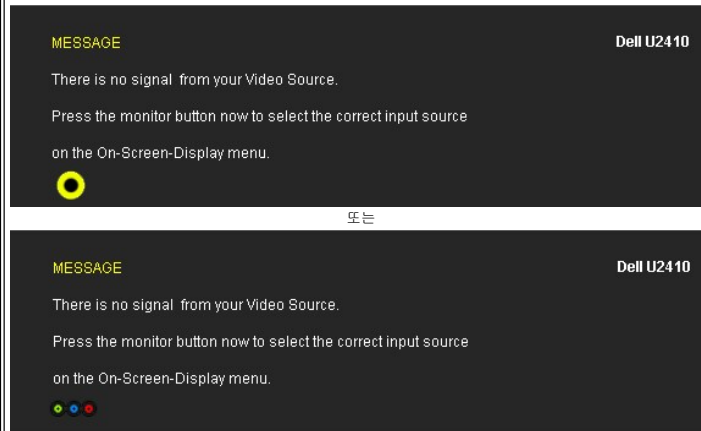 MESSAGE Dell U2410
There is no signal from your Video Source.
Press the monitor button now to select the correct input source
on the On-Screen-Display menu.
또는
MESSAGE Dell U2410
There is no signal from your Video Source.
Press the monitor button now to select the correct input source
on the On-Screen-Display menu.